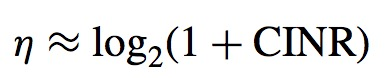 η ≈ log₂(1 + CINR)